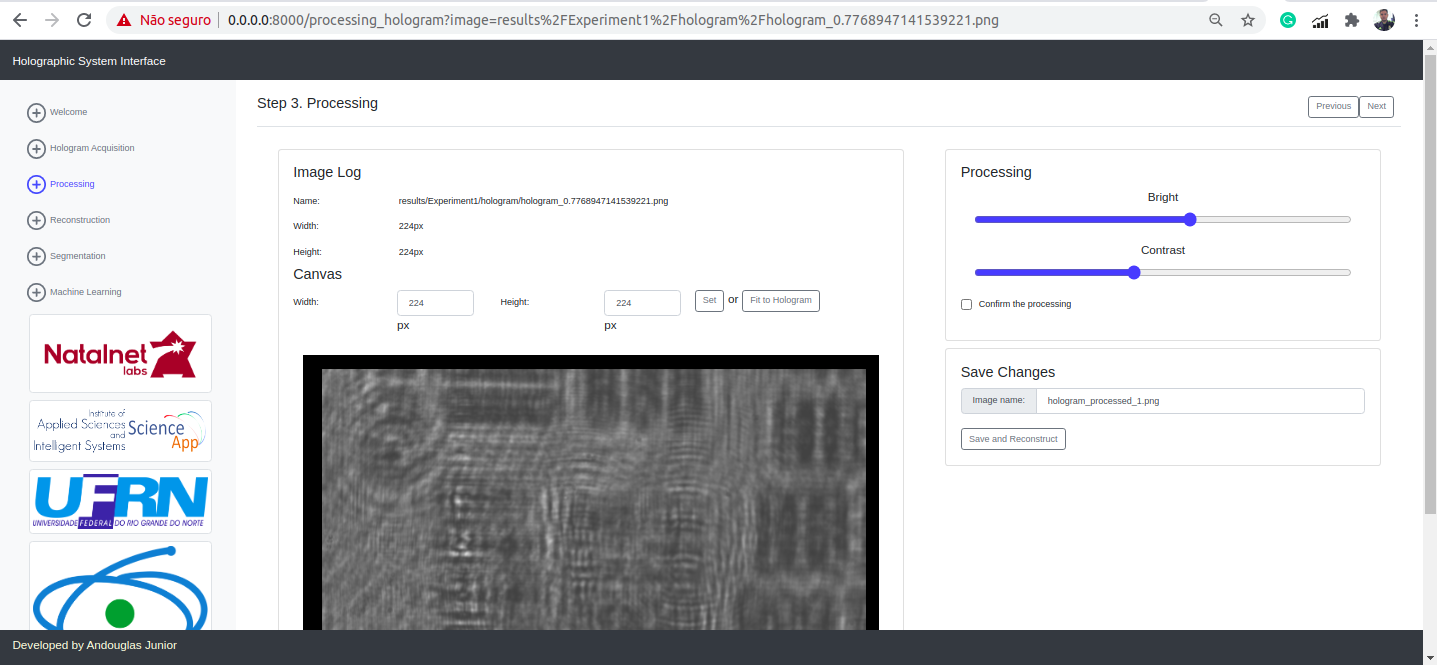 Não seguro
0.0.0.0:8000/processing_hologram?image=results%2FExperiment1%2Fhologram%2Fhologram_0.7768947141539221.png
Holographic System Interface
Welcome
Hologram Acquisition
Processing
Reconstruction
Segmentation
Machine Learning
Natalnet
labs
Institute of
Applied Sciences
and
Intelligent Systems
Science
App
UFRN
UNIVERSIDADE FEDERAL DO RIO GRANDE DO NORTE
Step 3. Processing
Previous
Next
Image Log
Name: results/Experiment1/hologram/hologram_0.7768947141539221.png
Width: 224px
Height: 224px
Canvas
Width: 224 px Height: 224 px Set or Fit to Hologram
Processing
Bright
Contrast
Confirm the processing
Save Changes
Image name: hologram_processed_1.png
Save and Reconstruct
Developed by Andouglas Junior